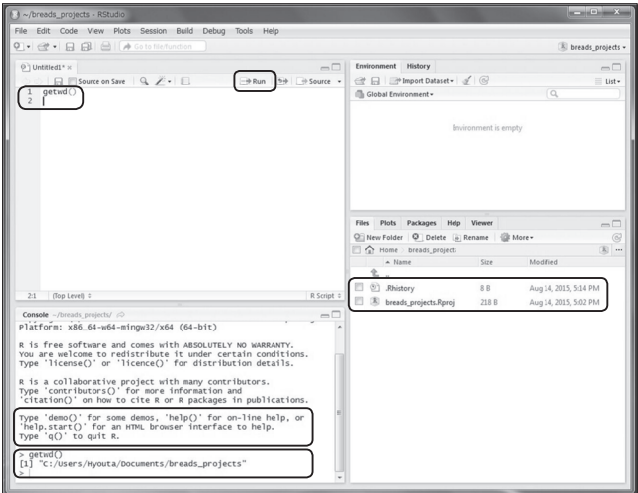 ~/breads_projects - RStudio
File Edit Code View Plots Session Build Debug Tools Help
Go to file/function
breads_projects
Untitled1*
Source on Save
Run
Source
1 getwd()
2
2:1 (Top Level) R Script
Console ~/breads_projects/
Platform: x86_64-w64-mingw32/x64 (64-bit)
R is free software and comes with ABSOLUTELY NO WARRANTY.
You are welcome to redistribute it under certain conditions.
Type 'license()' or 'licence()' for distribution details.
R is a collaborative project with many contributors.
Type 'contributors()' for more information and
'citation()' on how to cite R or R packages in publications.
Type 'demo()' for some demos, 'help()' for on-line help, or
'help.start()' for an HTML browser interface to help.
Type 'q()' to quit R.
> getwd()
[1] "C:/Users/Hyouta/Documents/breads_projects"
>
Environment History
Import Dataset List
Global Environment
Environment is empty
Files Plots Packages Help Viewer
New Folder Delete Rename More
Home breads_project:
Name Size Modified
..
.Rhistory 8 B Aug 14, 2015, 5:14 PM
breads_projects.Rproj 218 B Aug 14, 2015, 5:02 PM